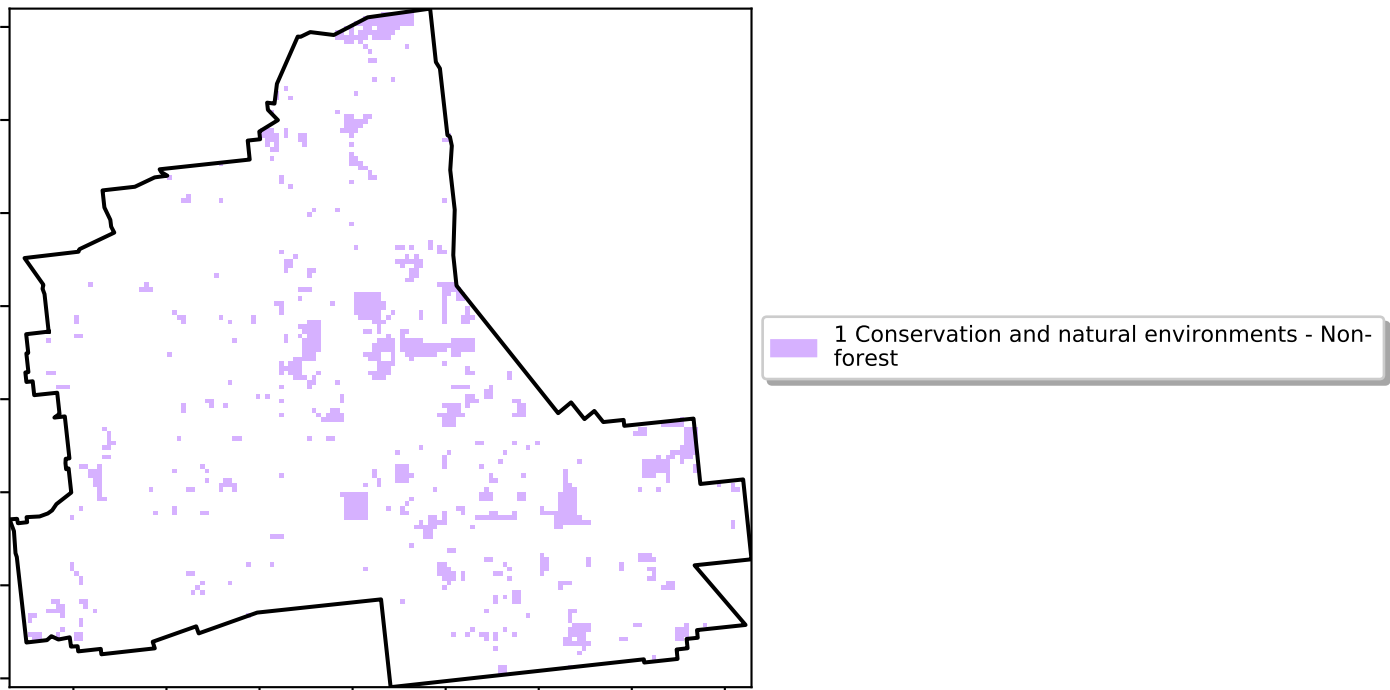 1 Conservation and natural environments - Non-
forest